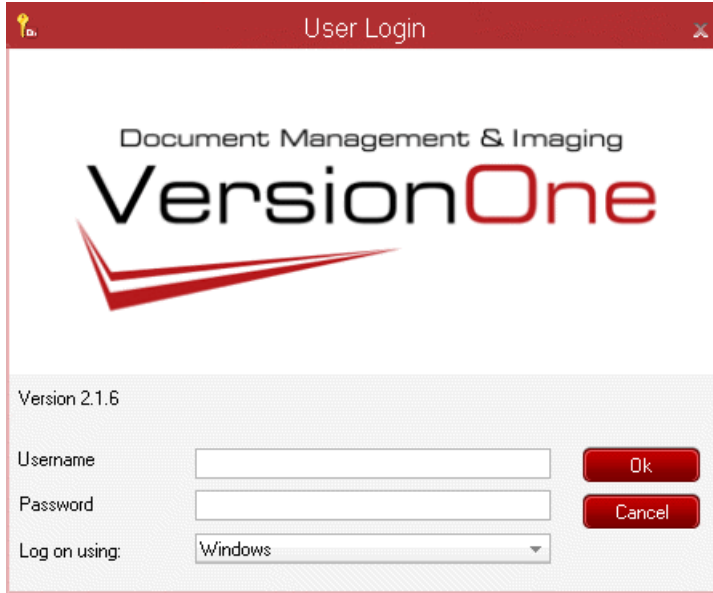 User Login
x
Document Management & Imaging
VersionOne
Version 2.1.6
Username
Ok
Password
Cancel
Log on using:
Windows